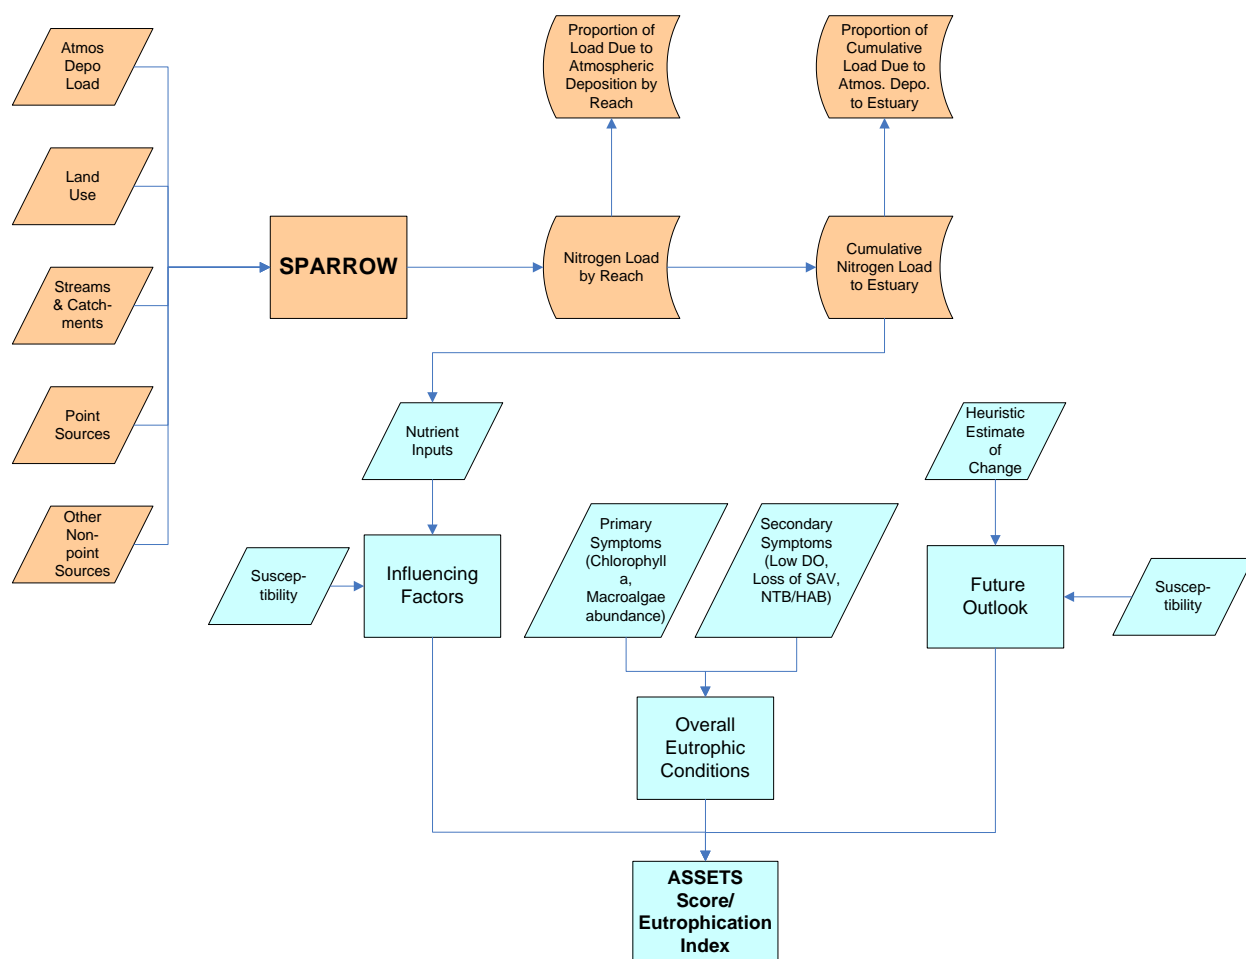 Atmos
Depo
Load
Proportion of
Load Due to
Atmospheric
Deposition by
Reach
Proportion of
Cumulative
Load Due to
Atmos. Depo.
to Estuary
Land
Use
SPARROW
Nitrogen Load
by Reach
Cumulative
Nitrogen Load
to Estuary
Streams
& Catch-
ments
Point
Sources
Nutrient
Inputs
Heuristic
Estimate
of
Change
Other
Non-
point
Sources
Suscep-
tibility
Influencing
Factors
Primary
Symptoms
(Chlorophyll
a,
Macroalgae
abundance)
Secondary
Symptoms
(Low DO,
Loss of SAV,
NTB/HAB)
Future
Outlook
Suscep-
tibility
Overall
Eutrophic
Conditions
ASSETS
Score/
Eutrophication
Index